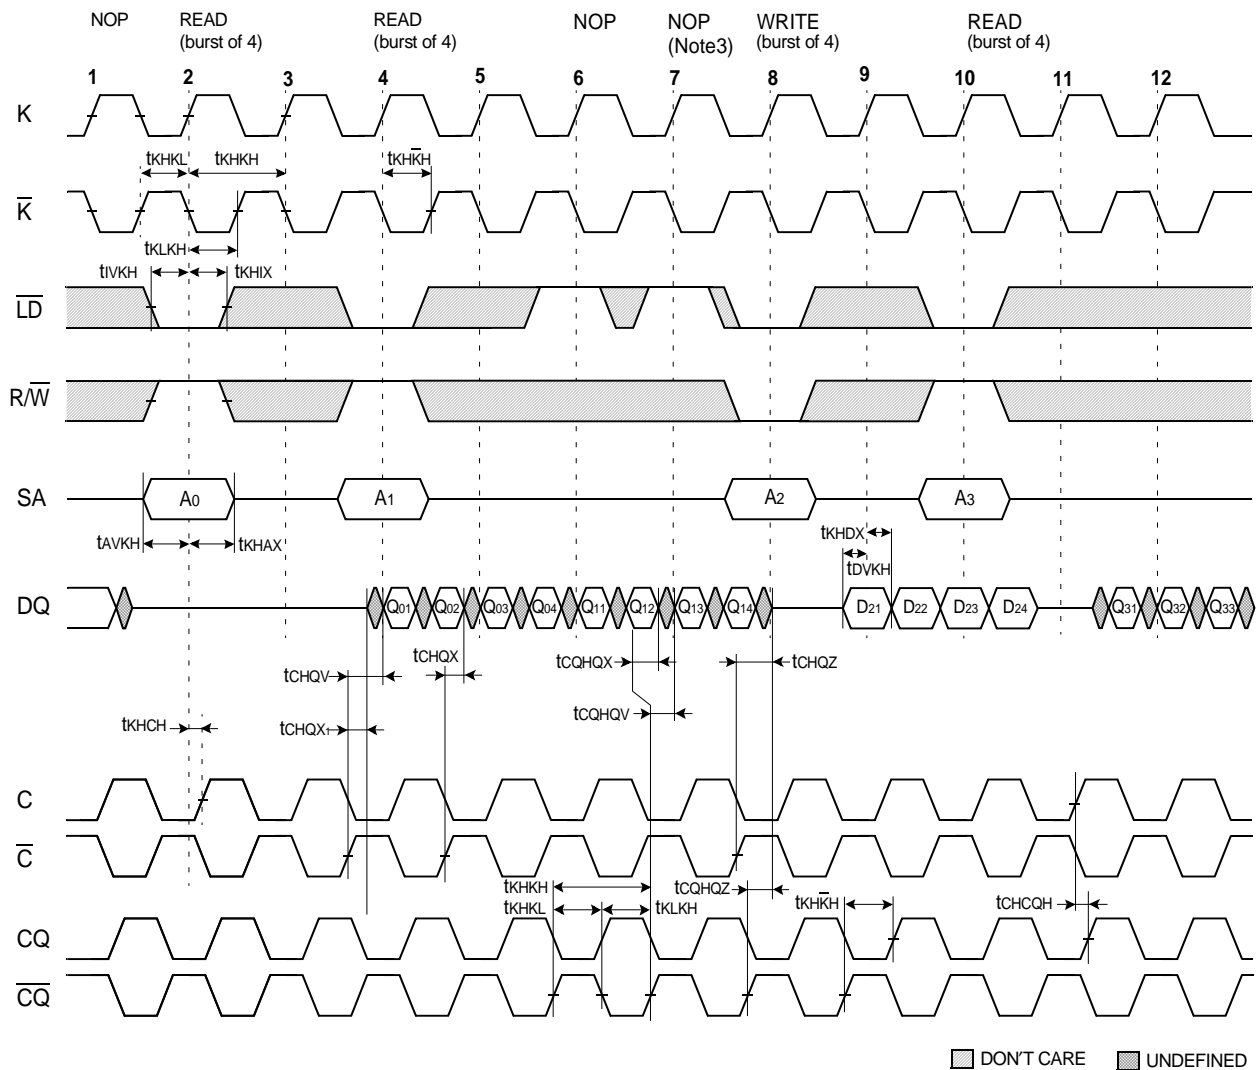 NOP READ READ NOP NOP WRITE READ
(burst of 4) (burst of 4) (Note3) (burst of 4) (burst of 4)
1 2 3 4 5 6 7 8 9 10 11 12
K
tKHKL tKHKH tKHK̅H
K̅
tKLKH
tIVKH tKHIX
L̅D̅
R/W̅
SA A0 A1 A2 A3
tAVKH tKHAX tKHDX
tDVKH
DQ Q01 Q02 Q03 Q04 Q11 Q12 Q13 Q14 D21 D22 D23 D24 Q31 Q32 Q33
tCHQV tCHQX tCQHQX tCHQZ
tKHCH tCHQX1 tCQHQV
C
C̅
tKHKH tCQHQZ tKHK̅H tCHCQH
tKHKL tKLKH
CQ
C̅Q̅
DON'T CARE UNDEFINED